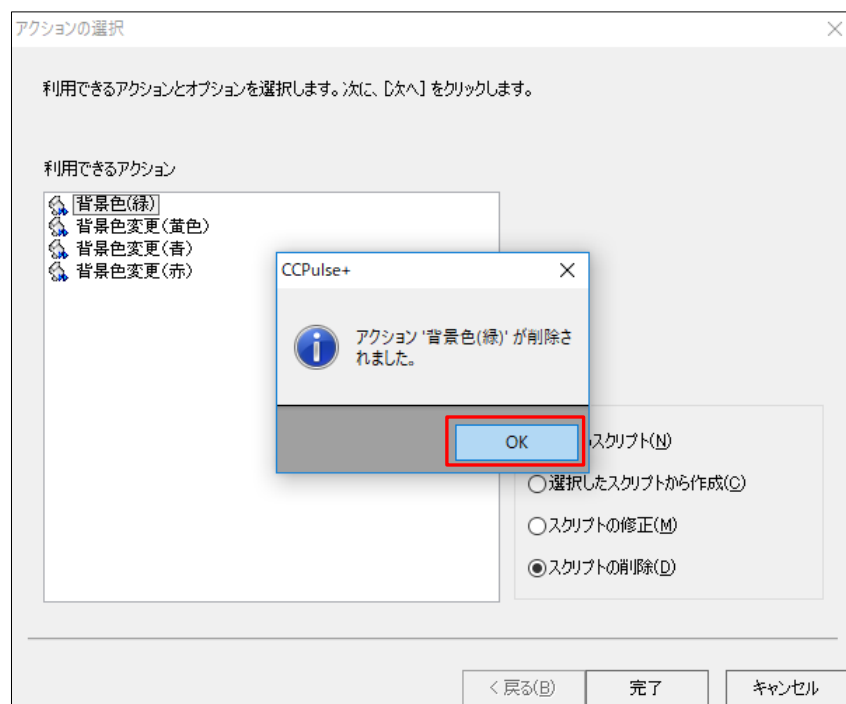 アクションの選択
利用できるアクションとオプションを選択します。次に、[次へ] をクリックします。
利用できるアクション
背景色(緑)
背景色変更(黄色)
背景色変更(青)
背景色変更(赤)
CCPulse+
アクション '背景色(緑)' が削除さ
れました。
OK
スクリプト(N)
選択したスクリプトから作成(C)
スクリプトの修正(M)
スクリプトの削除(D)
< 戻る(B)
完了
キャンセル